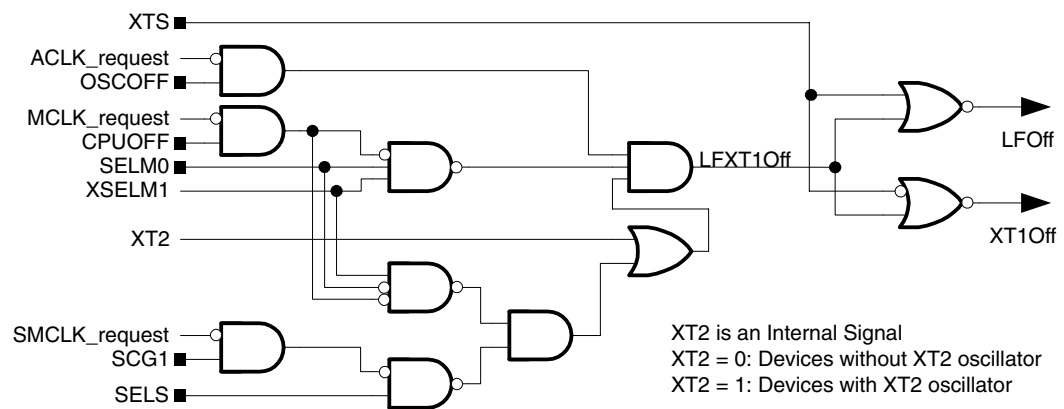 XTS
ACLK_request
OSCOFF
MCLK_request
CPUOFF
SELM0
XSELM1
XT2
SMCLK_request
SCG1
SELS
LFXT1Off
LFOff
XT1Off
XT2 is an Internal Signal
XT2 = 0: Devices without XT2 oscillator
XT2 = 1: Devices with XT2 oscillator